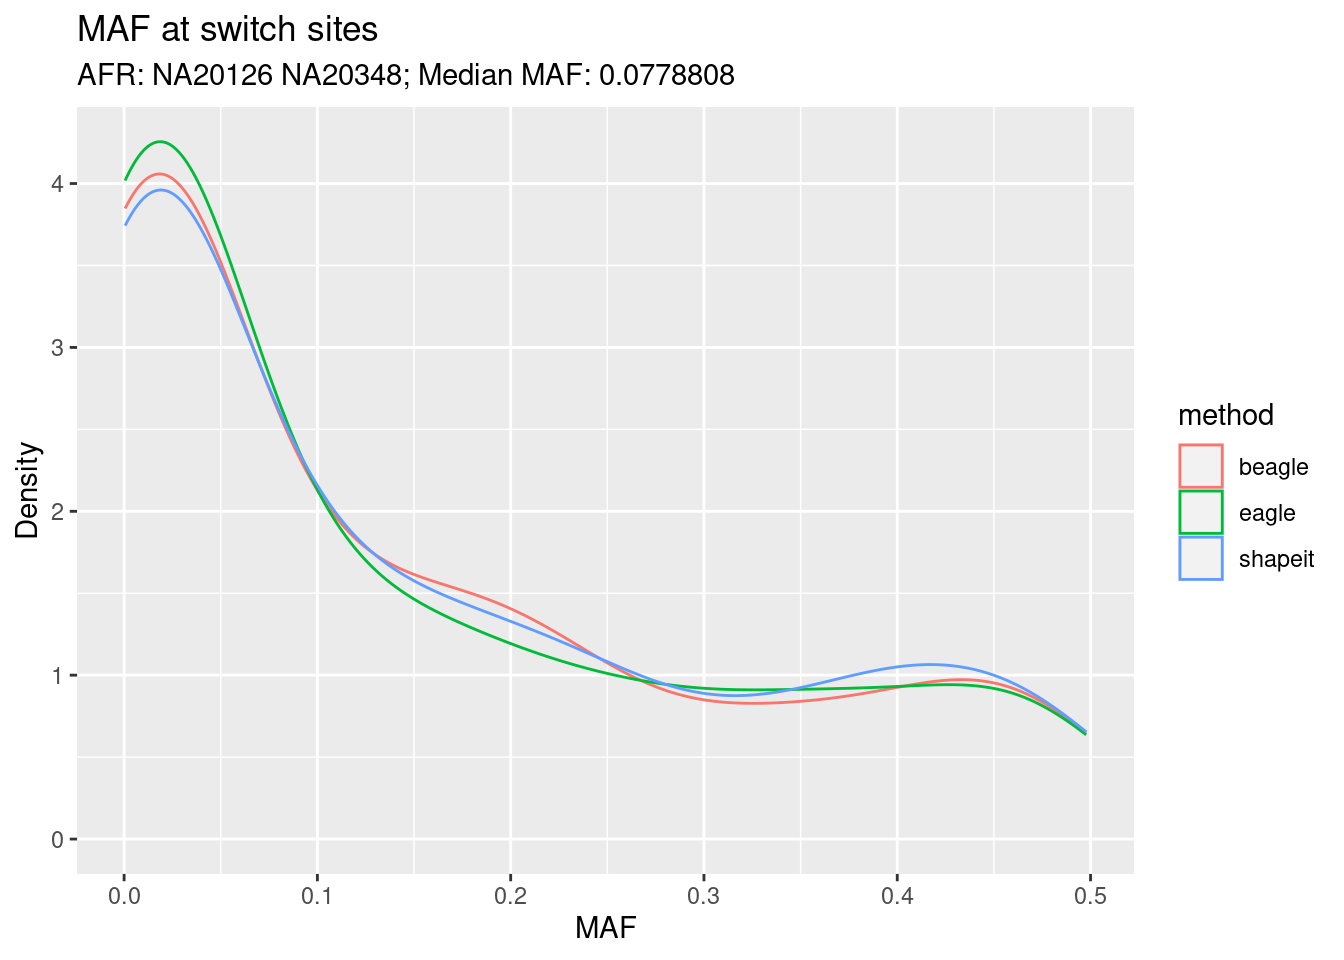 MAF at switch sites
AFR: NA20126 NA20348; Median MAF: 0.0778808
Density
4
3
2
1
0
0.0 0.1 0.2 0.3 0.4 0.5
MAF
method
beagle
eagle
shapeit